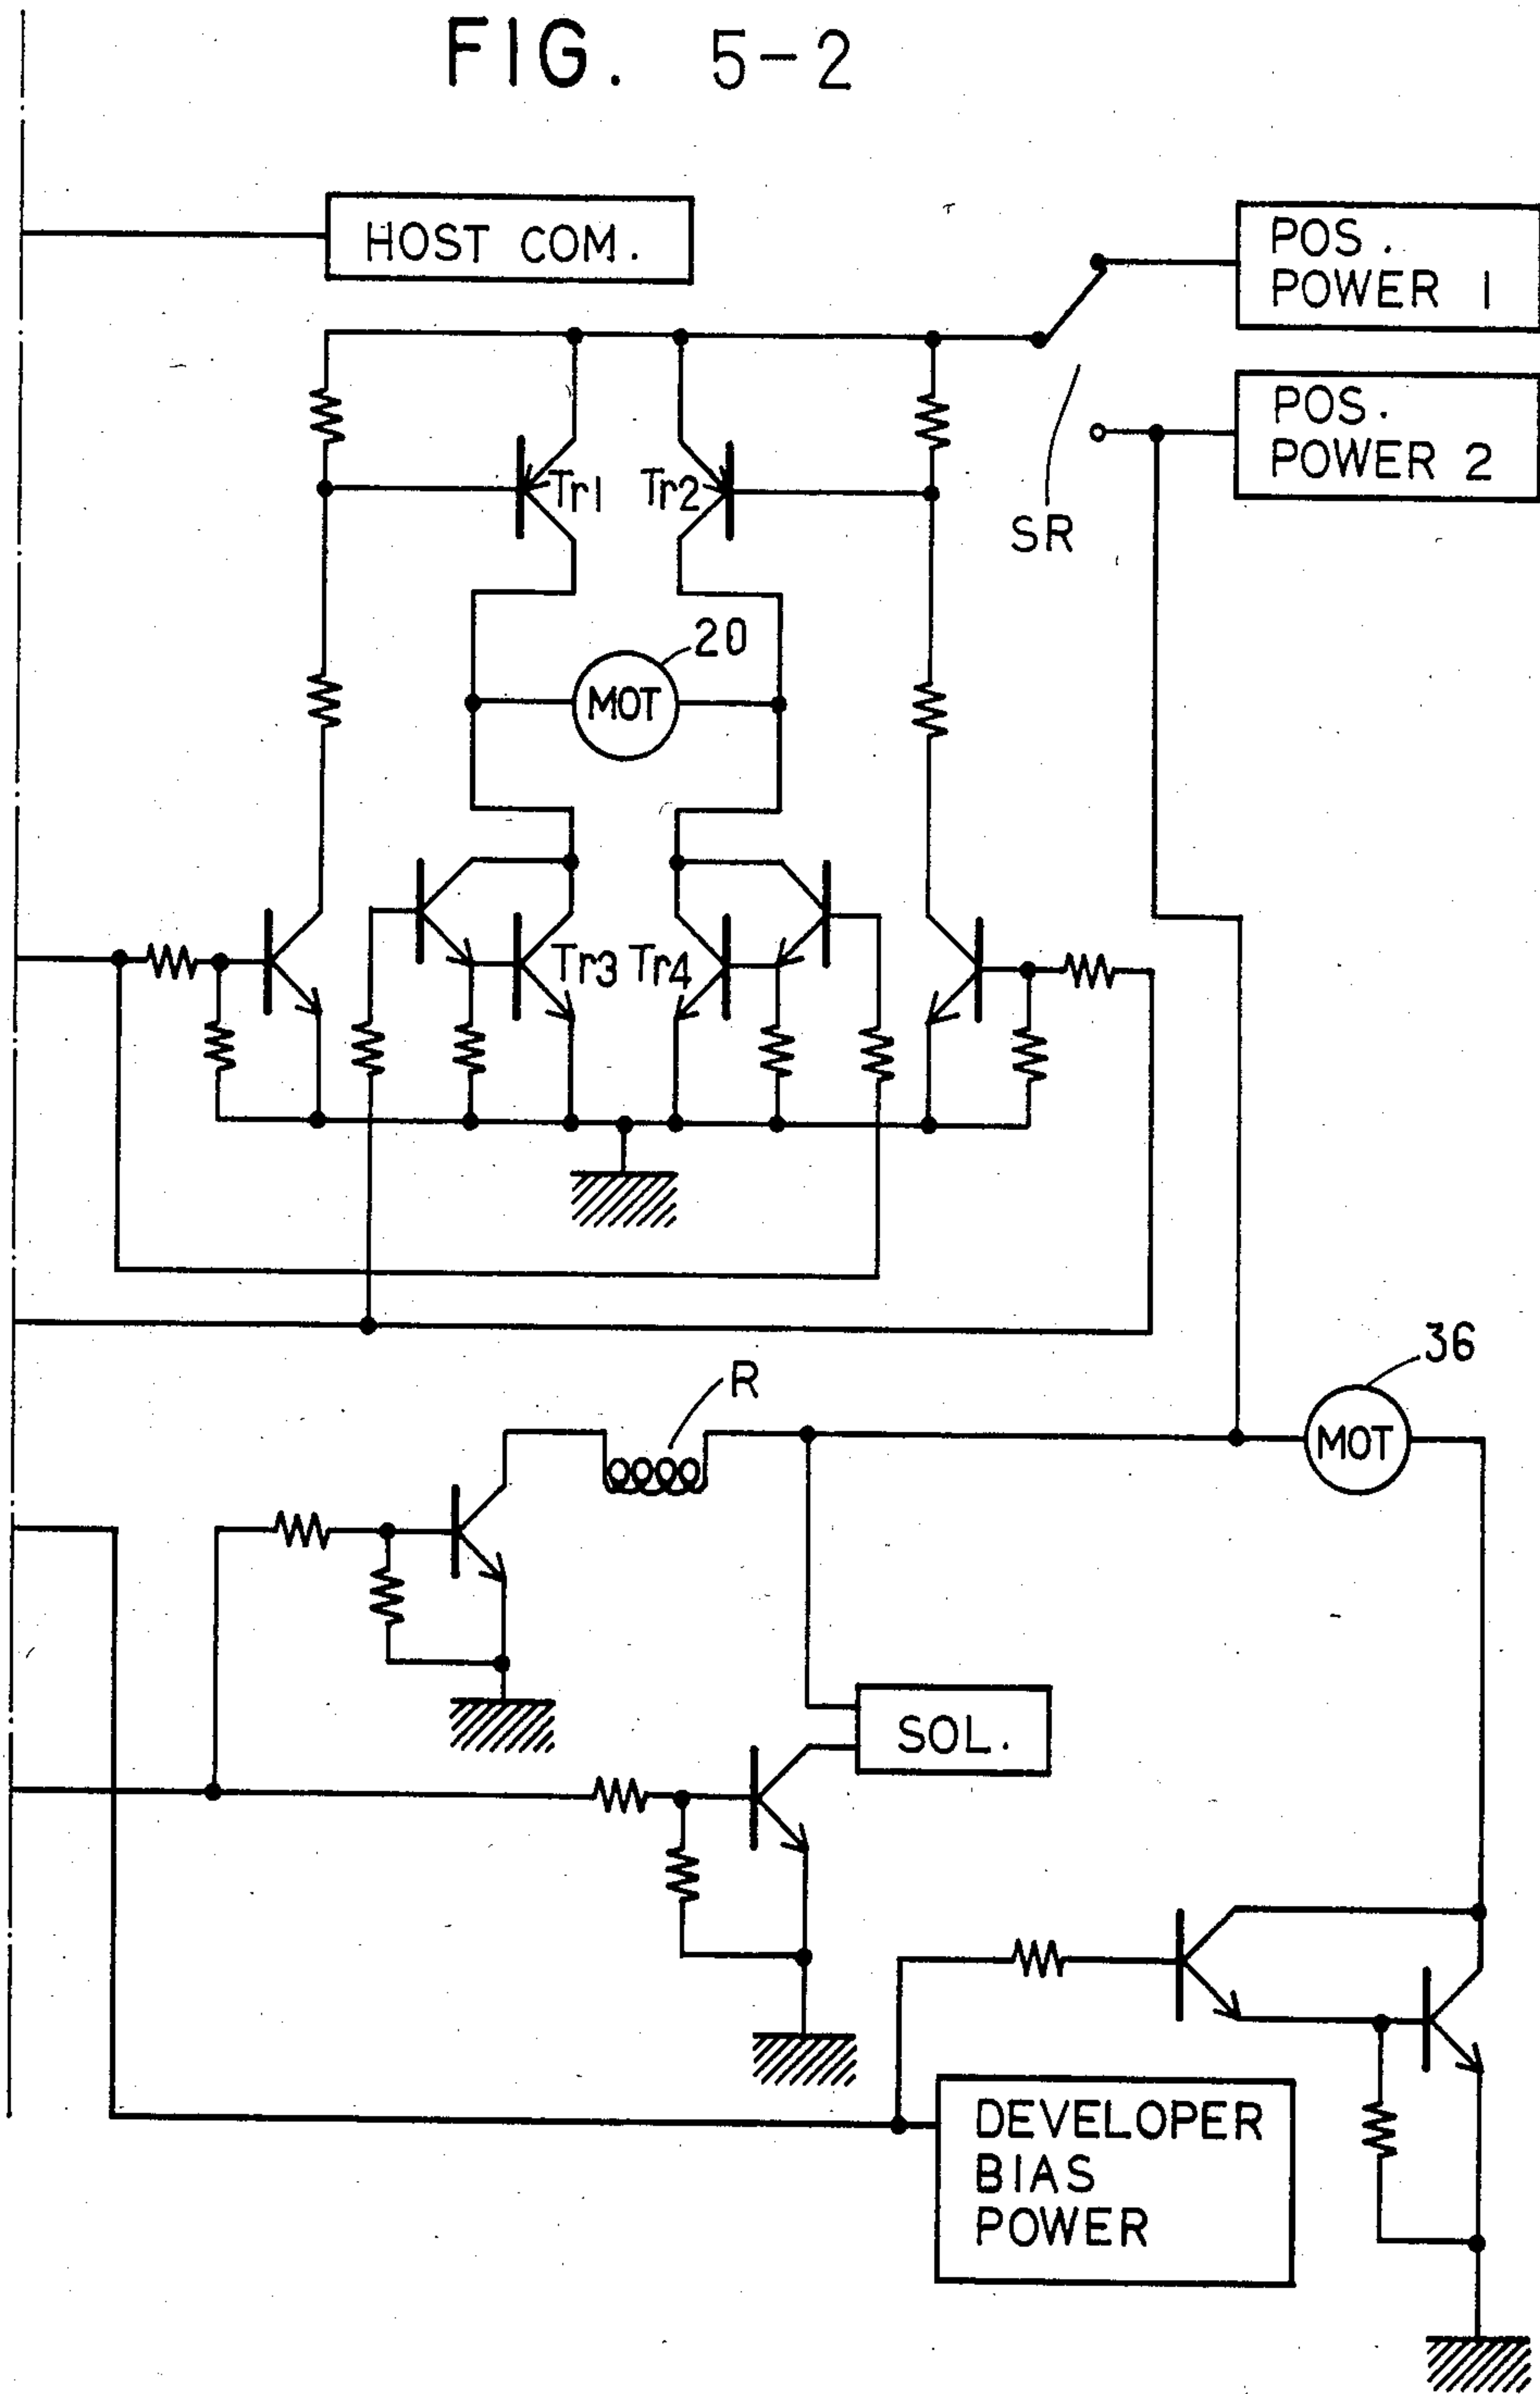 FIG. 5-2
HOST COM.
POS.
POWER 1
POS.
POWER 2
Tr1
Tr2
SR
20
MOT
Tr3
Tr4
36
R
MOT
SOL.
DEVELOPER
BIAS
POWER